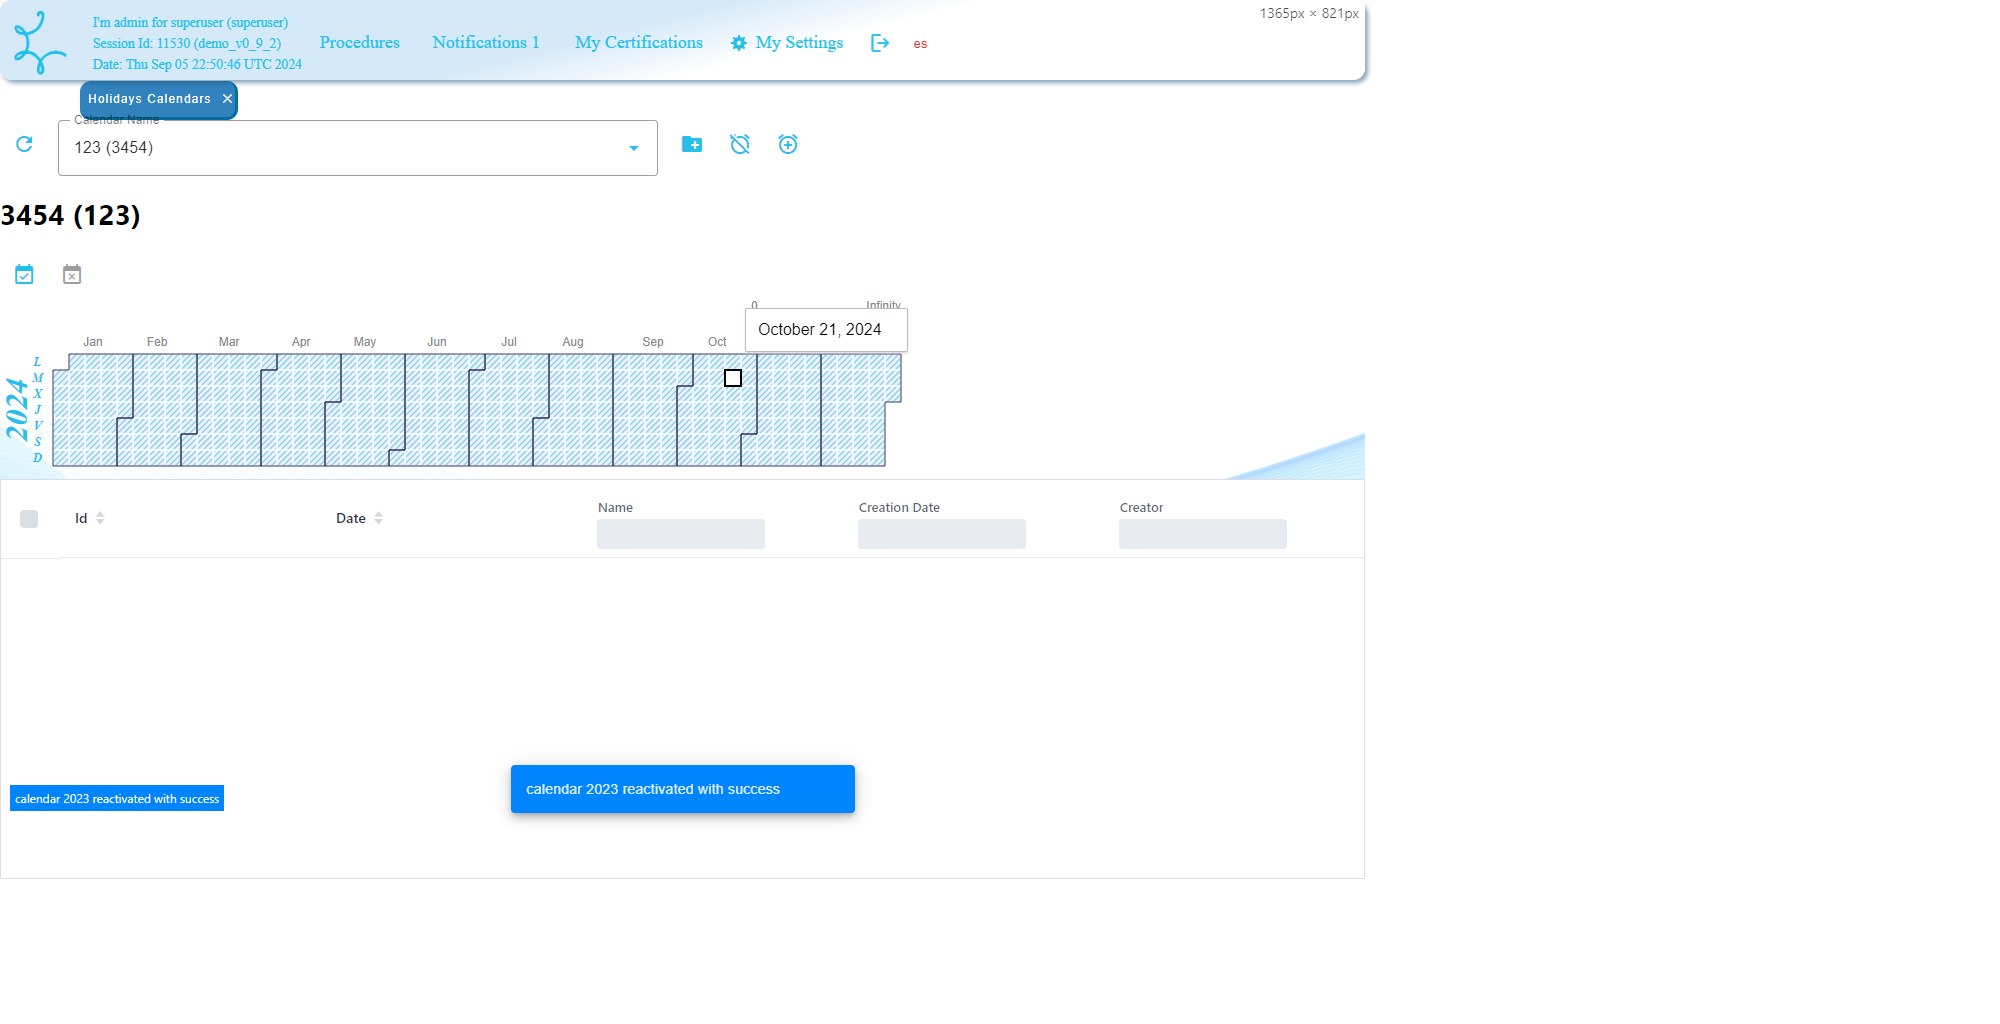 1365px × 821px
I'm admin for superuser (superuser)
Session Id: 11530 (demo_v0_9_2)
Date: Thu Sep 05 22:50:46 UTC 2024
Procedures
Notifications 1
My Certifications
My Settings
es
Holidays Calendars
Calendar Name
123 (3454)
3454 (123)
0
Infinity
October 21, 2024
Jan Feb Mar Apr May Jun Jul Aug Sep Oct
2024
L
M
X
J
V
S
D
Id
Date
Name
Creation Date
Creator
calendar 2023 reactivated with success
calendar 2023 reactivated with success